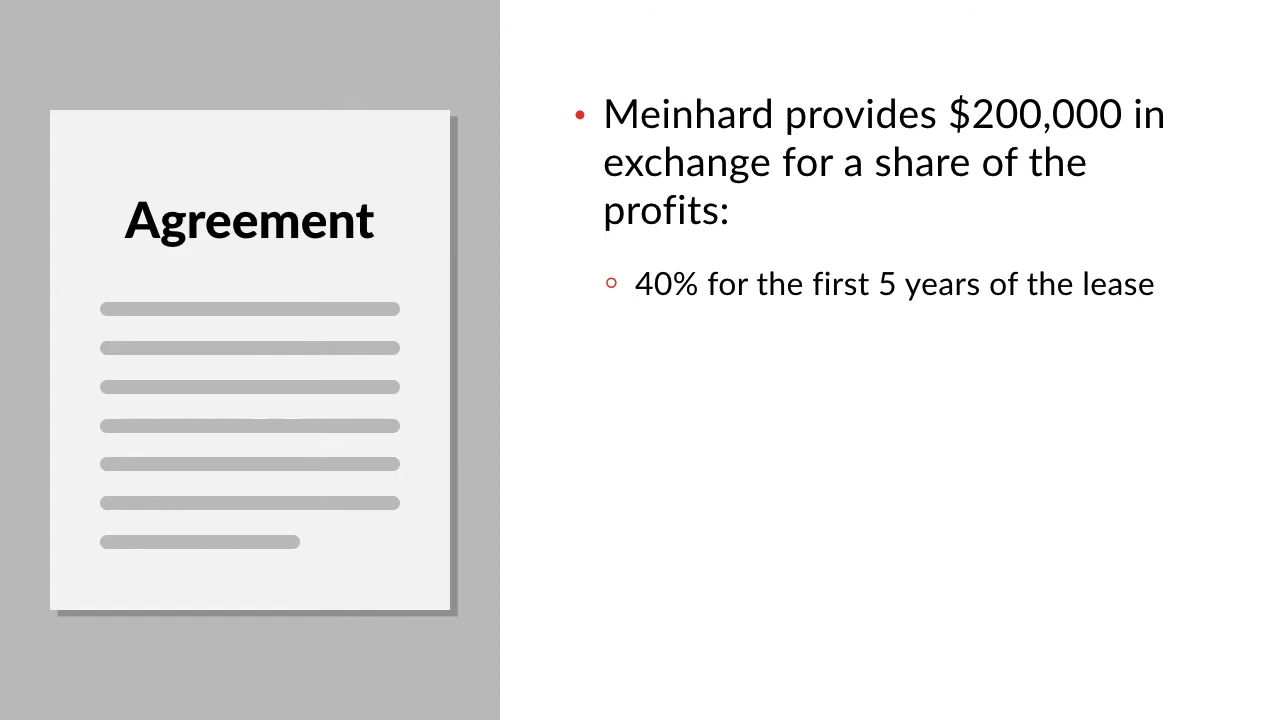 Agreement
• Meinhard provides $200,000 in
exchange for a share of the
profits:
○ 40% for the first 5 years of the lease